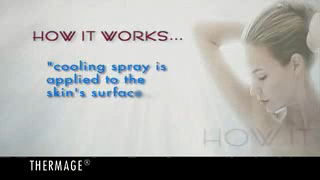 HOW IT WORKS...
"cooling spray is
applied to the
skin's surface
HOW IT
THERMAGE®